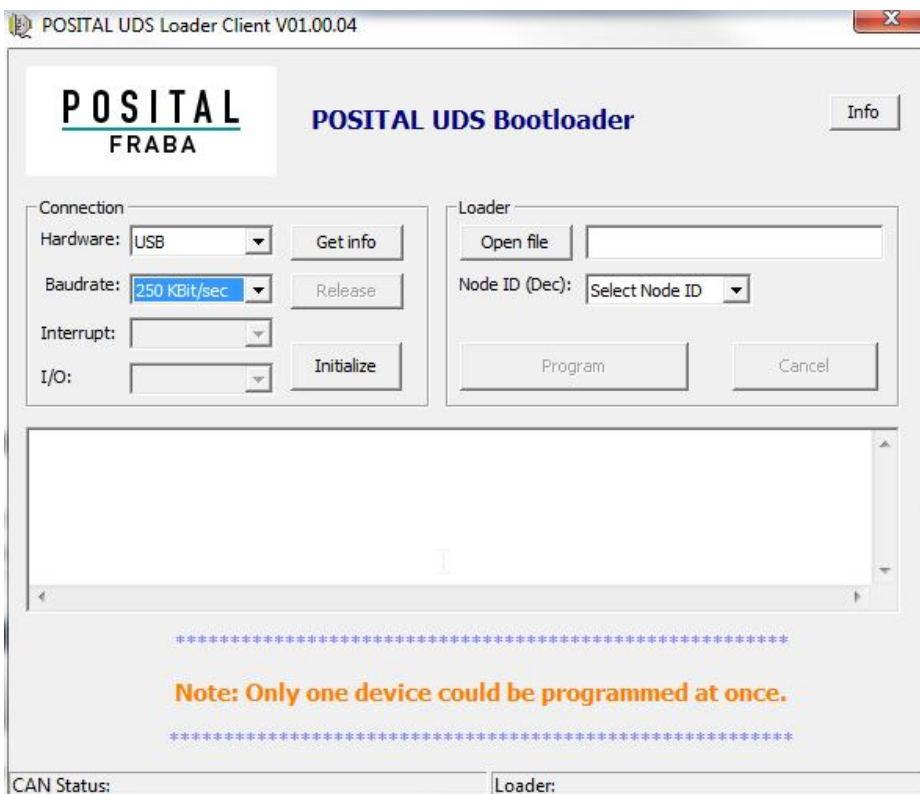 POSITAL UDS Loader Client V01.00.04
POSITAL
FRABA
POSITAL UDS Bootloader
Info
Connection
Hardware: USB
Get info
Baudrate: 250 KBit/sec
Release
Interrupt:
I/O:
Initialize
Loader
Open file
Node ID (Dec): Select Node ID
Program
Cancel
********************************************************
Note: Only one device could be programmed at once.
*********************************************************
CAN Status:
Loader: